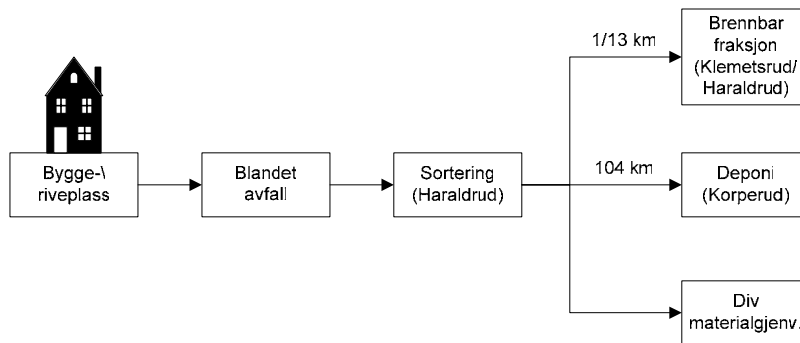 Bygge-\
riveplass
Blandet
avfall
Sortering
(Haraldrud)
1/13 km
Brennbar
fraksjon
(Klemetsrud/
Haraldrud)
104 km
Deponi
(Korperud)
Div
materialgjenv.